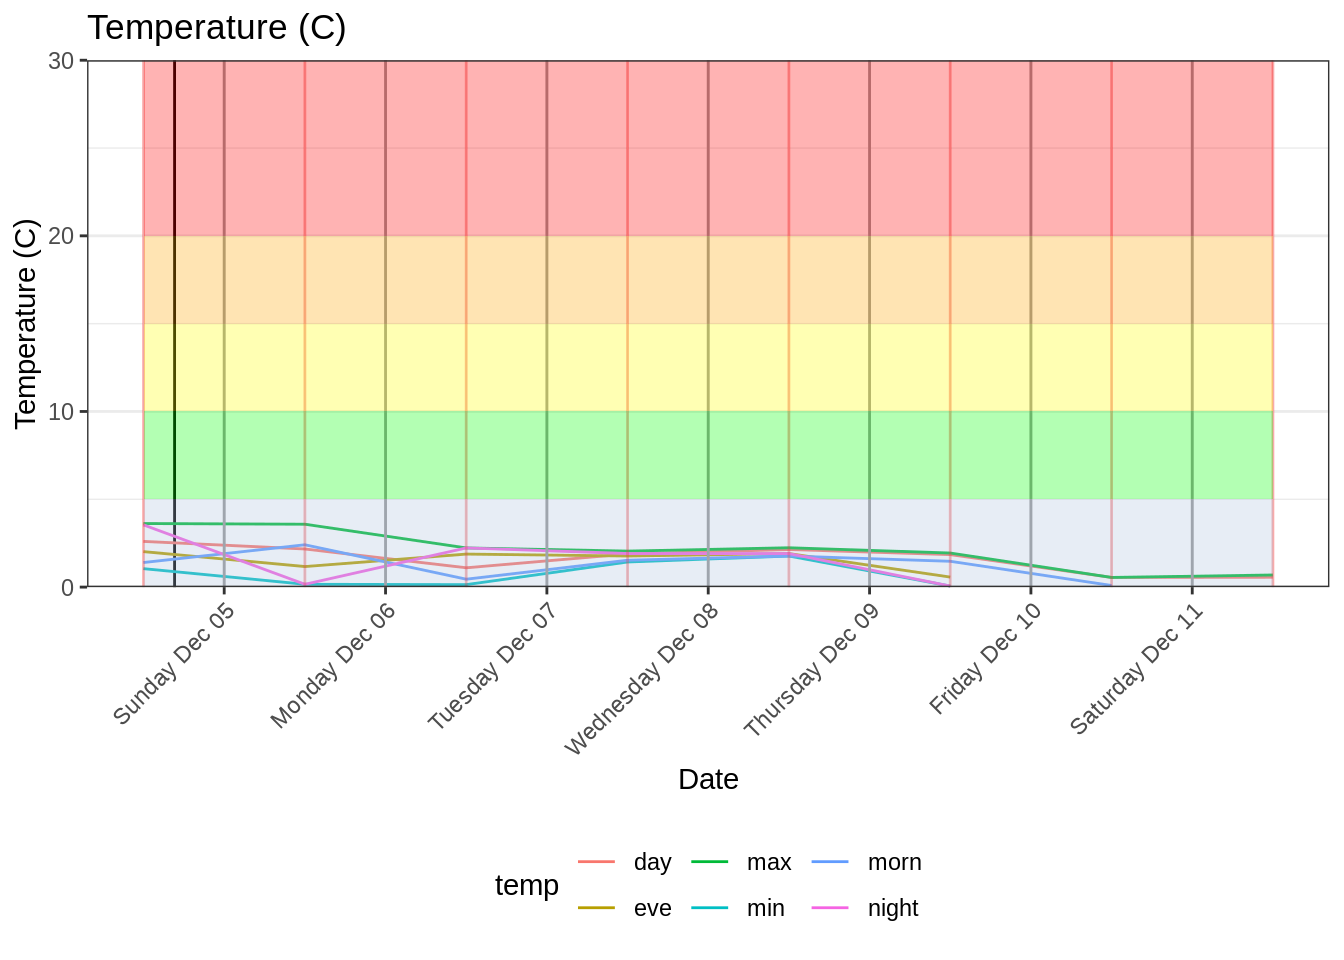 Temperature (C)
Temperature (C)
30
20
10
0
Sunday Dec 05
Monday Dec 06
Tuesday Dec 07
Wednesday Dec 08
Thursday Dec 09
Friday Dec 10
Saturday Dec 11
Date
temp
day max morn
eve min night